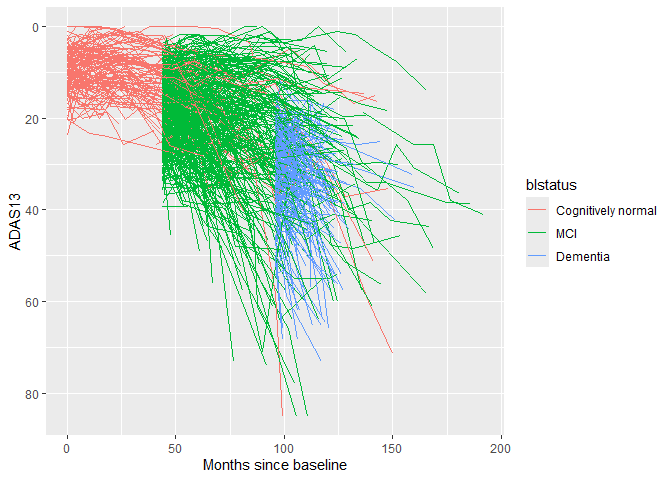 0
20
40
60
80
ADAS13
0
50
100
150
200
Months since baseline
blstatus
Cognitively normal
MCI
Dementia